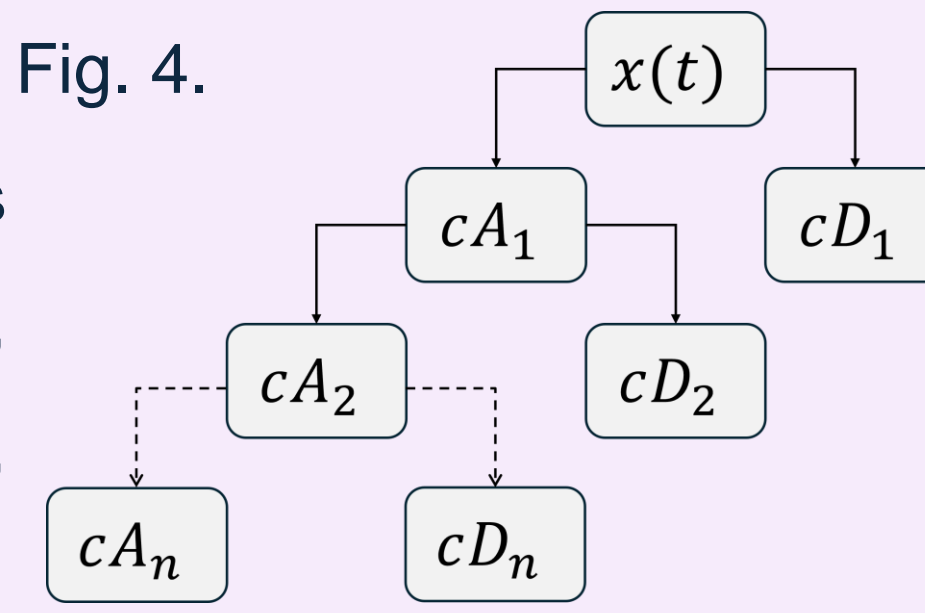 Fig. 4.
x(t)
cA₁
cD₁
cA₂
cD₂
cAₙ
cDₙ